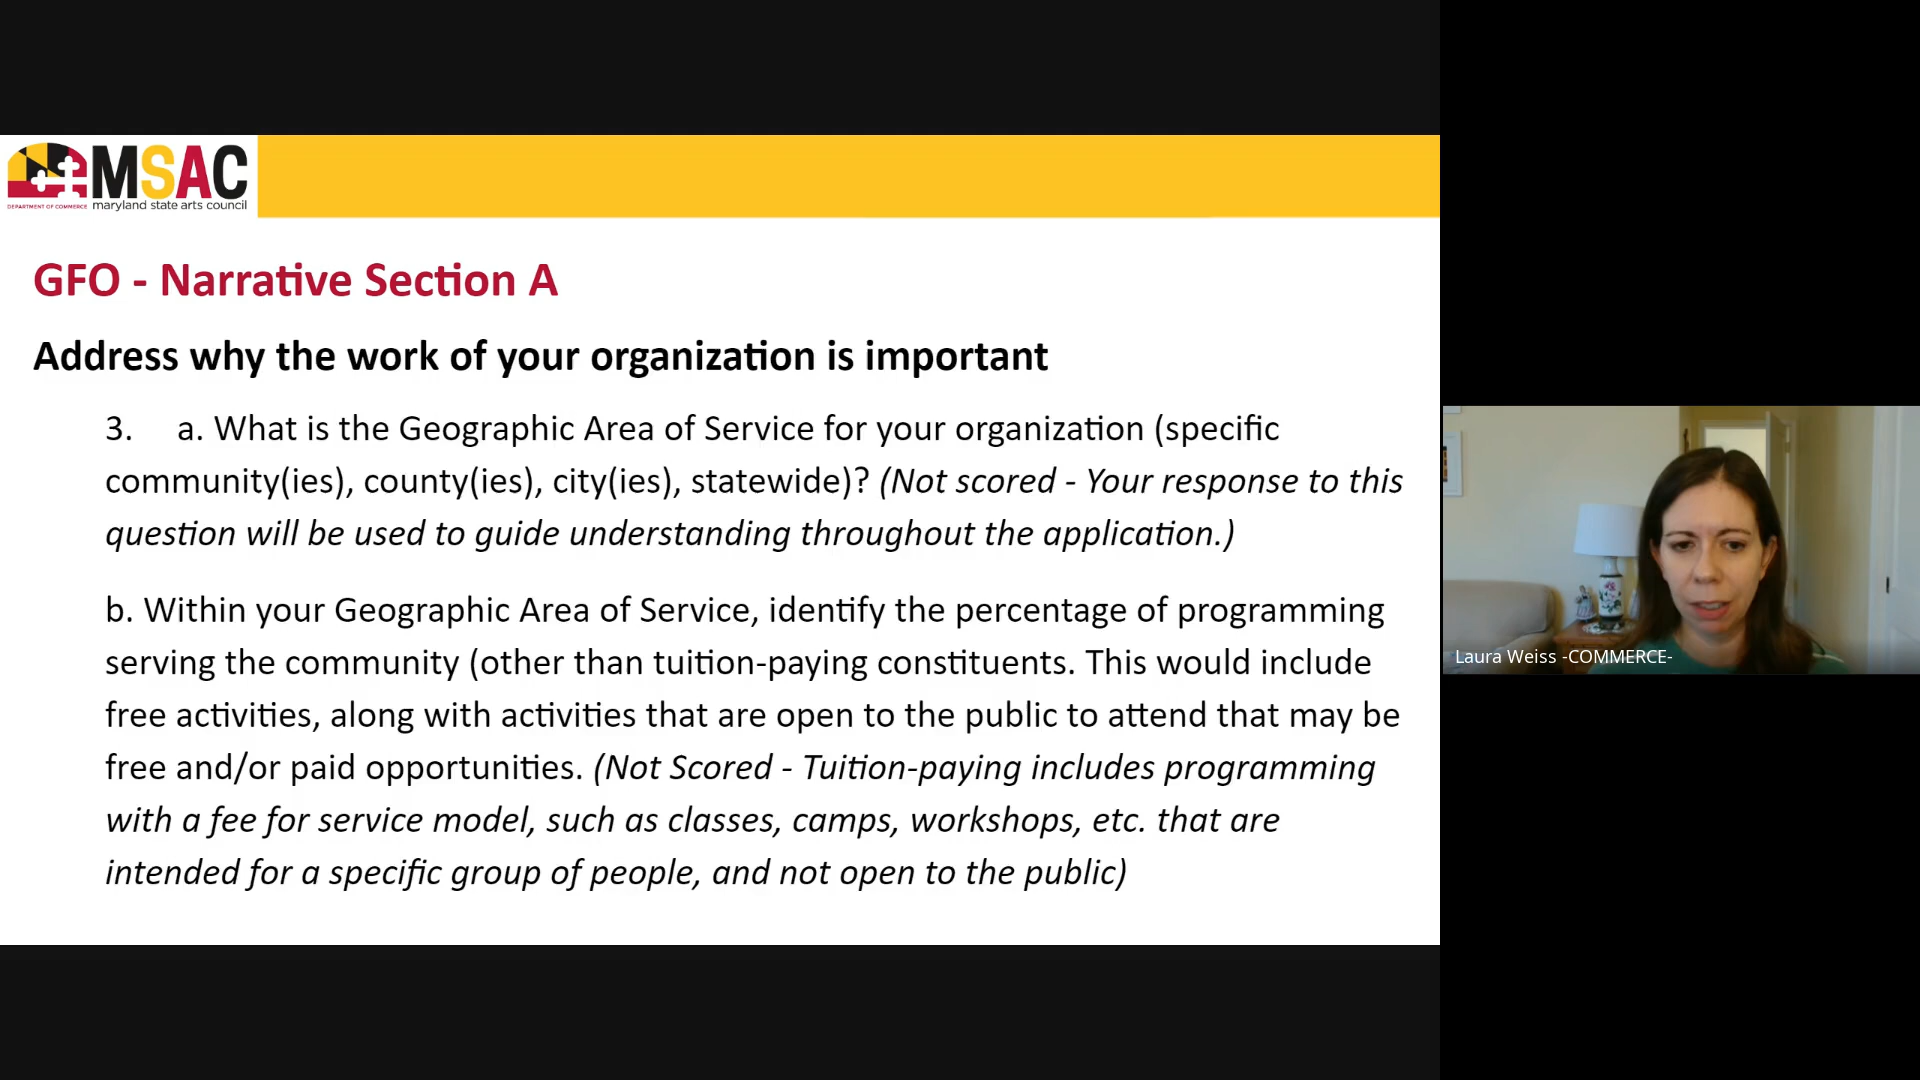 MSAC
DEPARTMENT OF COMMERCE maryland state arts council
GFO - Narrative Section A
Address why the work of your organization is important
3. a. What is the Geographic Area of Service for your organization (specific
community(ies), county(ies), city(ies), statewide)? (Not scored - Your response to this
question will be used to guide understanding throughout the application.)
b. Within your Geographic Area of Service, identify the percentage of programming
serving the community (other than tuition-paying constituents. This would include
free activities, along with activities that are open to the public to attend that may be
free and/or paid opportunities. (Not Scored - Tuition-paying includes programming
with a fee for service model, such as classes, camps, workshops, etc. that are
intended for a specific group of people, and not open to the public)
Laura Weiss -COMMERCE-